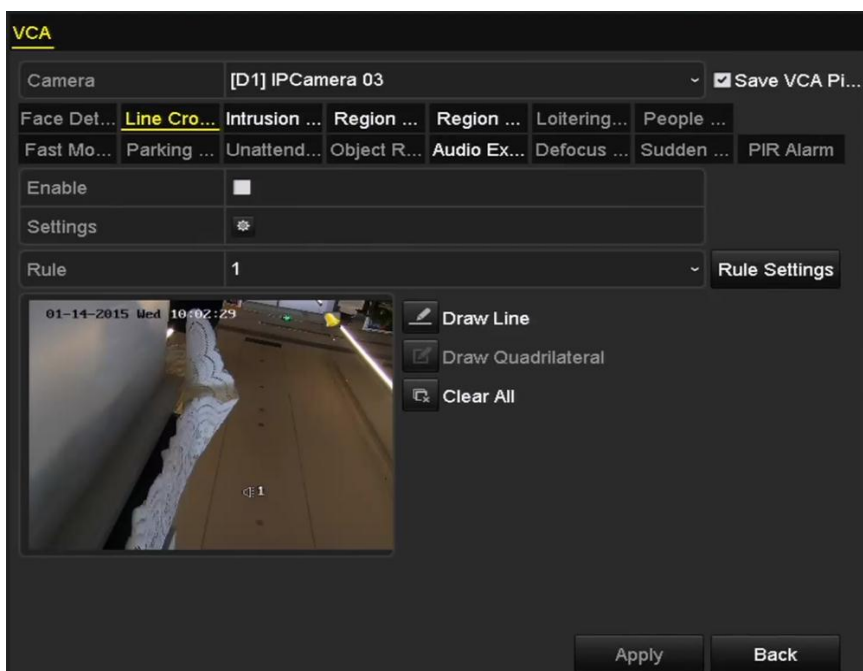 VCA
Camera [D1] IPCamera 03 Save VCA Pi...
Face Det... Line Cro... Intrusion ... Region ... Region ... Loitering... People ...
Fast Mo... Parking ... Unattend... Object R... Audio Ex... Defocus ... Sudden ... PIR Alarm
Enable
Settings
Rule 1 Rule Settings
01-14-2015 Wed 10:02:29
Draw Line
Draw Quadrilateral
Clear All
1
Apply Back